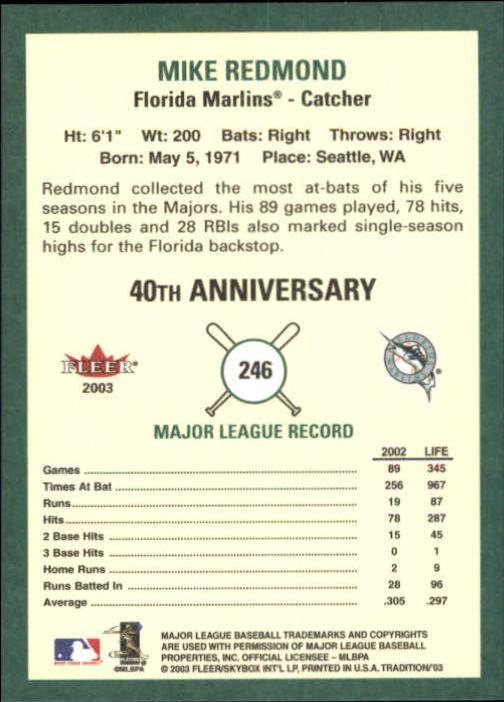 MIKE REDMOND
Florida Marlins® - Catcher
Ht: 6'1" Wt: 200 Bats: Right Throws: Right
Born: May 5, 1971 Place: Seattle, WA
Redmond collected the most at-bats of his five
seasons in the Majors. His 89 games played, 78 hits,
15 doubles and 28 RBIs also marked single-season
highs for the Florida backstop.
40TH ANNIVERSARY
FLEER®
2003
246
MAJOR LEAGUE RECORD
2002 LIFE
Games 89 345
Times At Bat 256 967
Runs 19 87
Hits 78 287
2 Base Hits 15 45
3 Base Hits 0 1
Home Runs 2 9
Runs Batted In 28 96
Average .305 .297
©MLBPA
MAJOR LEAGUE BASEBALL TRADEMARKS AND COPYRIGHTS
ARE USED WITH PERMISSION OF MAJOR LEAGUE BASEBALL
PROPERTIES, INC. OFFICIAL LICENSEE - MLBPA
© 2003 FLEER/SKYBOX INT'L LP, PRINTED IN U.S.A. TRADITION/'03